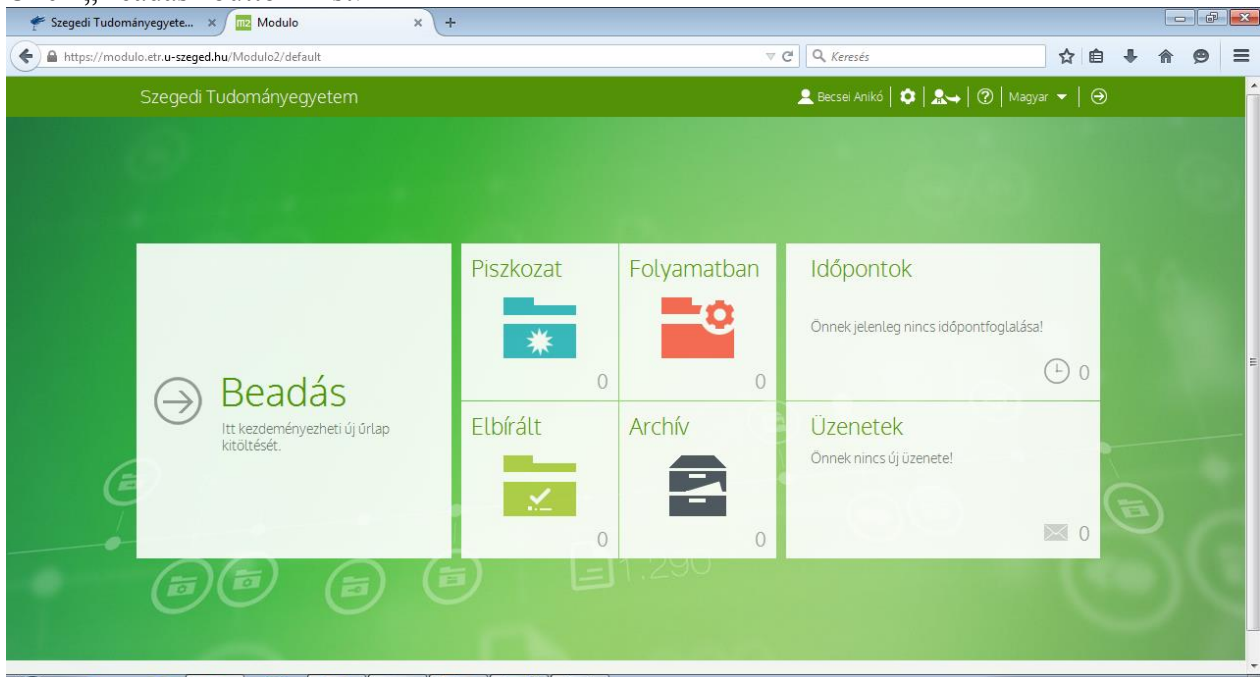 Szegedi Tudományegyete...
Modulo
https://modulo.etr.u-szeged.hu/Modulo2/default
Keresés
Szegedi Tudományegyetem
Becsei Anikó
Magyar
Beadás
Itt kezdeményezheti új űrlap
kitöltését.
Piszkozat
0
Folyamatban
0
Elbírált
0
Archív
0
Időpontok
Önnek jelenleg nincs időpontfoglalása!
0
Üzenetek
Önnek nincs új üzenete!
0
1.290